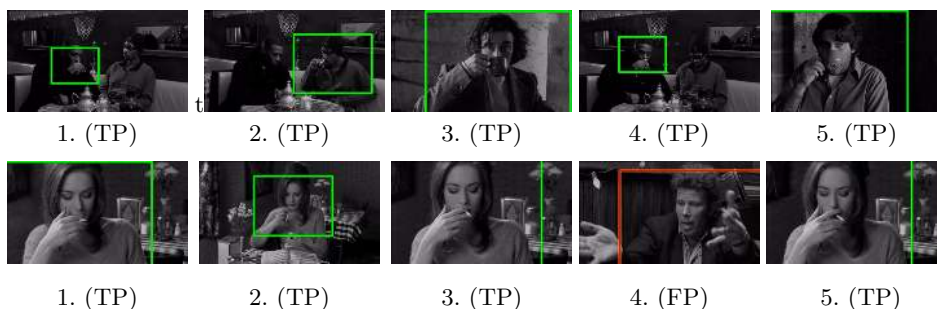 t
1. (TP) 2. (TP) 3. (TP) 4. (TP) 5. (TP)
1. (TP) 2. (TP) 3. (TP) 4. (FP) 5. (TP)